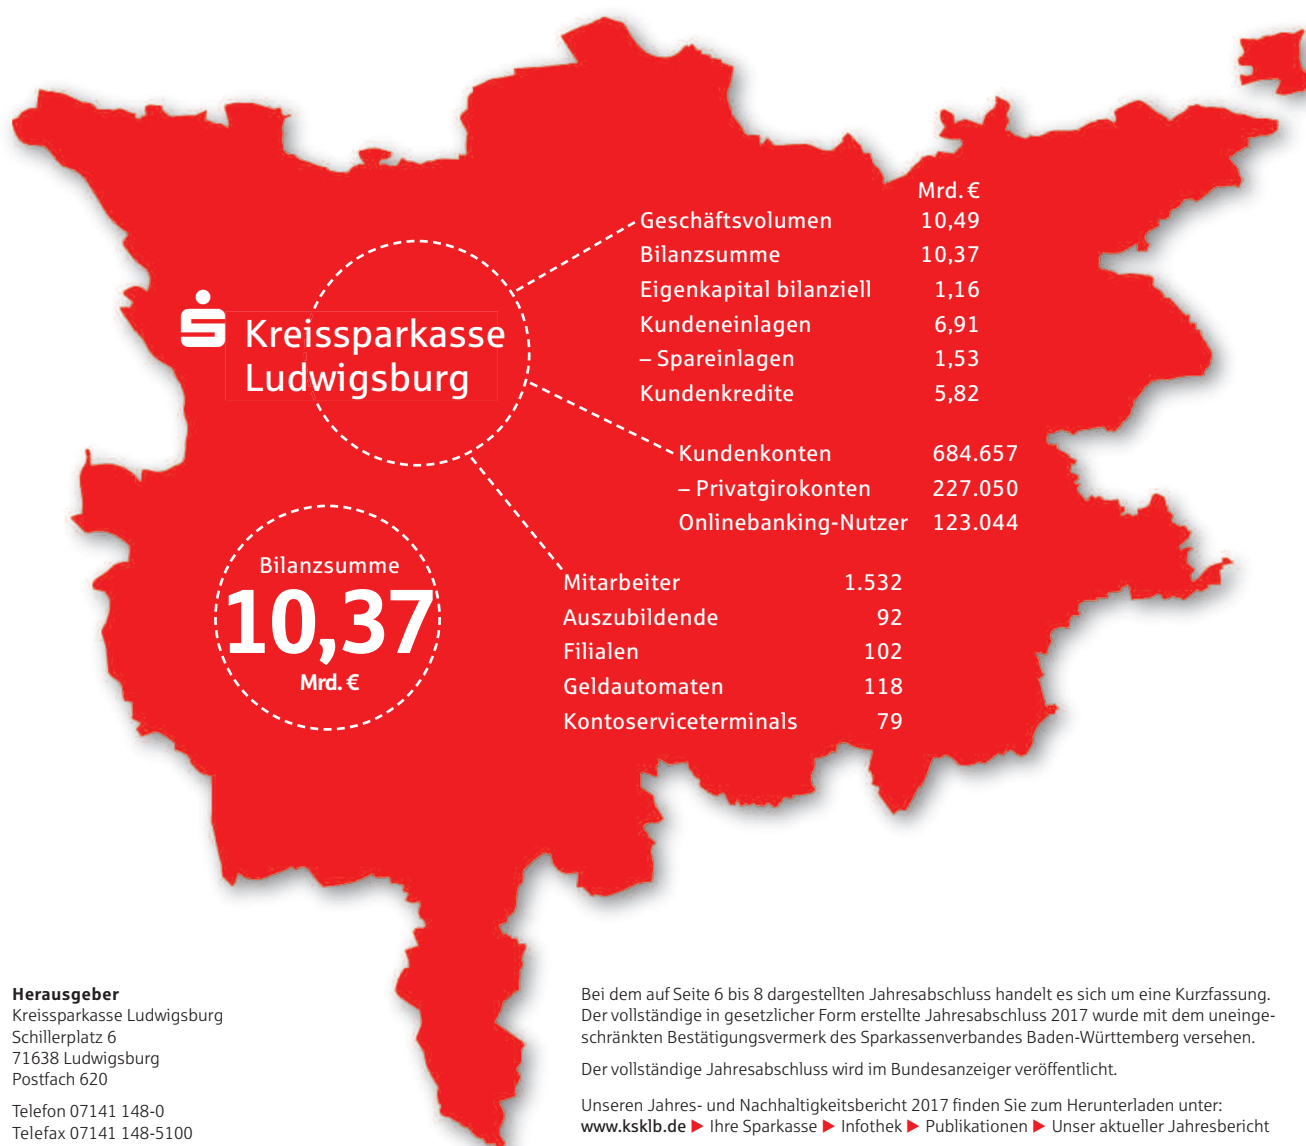 Mrd. €
Geschäftsvolumen 10,49
Bilanzsumme 10,37
Eigenkapital bilanziell 1,16
Kundeneinlagen 6,91
– Spareinlagen 1,53
Kundenkredite 5,82
Kreissparkasse
Ludwigsburg
Kundenkonten 684.657
– Privatgirokonten 227.050
Onlinebanking-Nutzer 123.044
Bilanzsumme
10,37
Mrd. €
Mitarbeiter 1.532
Auszubildende 92
Filialen 102
Geldautomaten 118
Kontoserviceterminals 79
Herausgeber
Kreissparkasse Ludwigsburg
Schillerplatz 6
71638 Ludwigsburg
Postfach 620
Telefon 07141 148-0
Telefax 07141 148-5100
Bei dem auf Seite 6 bis 8 dargestellten Jahresabschluss handelt es sich um eine Kurzfassung.
Der vollständige in gesetzlicher Form erstellte Jahresabschluss 2017 wurde mit dem uneinge-
schränkten Bestätigungsvermerk des Sparkassenverbandes Baden-Württemberg versehen.
Der vollständige Jahresabschluss wird im Bundesanzeiger veröffentlicht.
Unseren Jahres- und Nachhaltigkeitsbericht 2017 finden Sie zum Herunterladen unter:
www.ksklb.de ▶ Ihre Sparkasse ▶ Infothek ▶ Publikationen ▶ Unser aktueller Jahresbericht